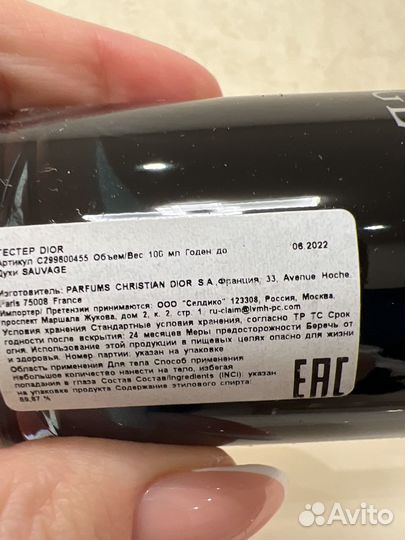 ТЕСТЕР DIOR
Артикул C299800455 Объем/Вес 100 мл Годен до 06.2022
Духи SAUVAGE
Изготовитель: PARFUMS CHRISTIAN DIOR S.A, Франция, 33, Avenue Hoche,
Paris 75008 France
Импортер/ Претензии принимаются: ООО "Селдико" 123308, Россия, Москва,
проспект Маршала Жукова, дом 2, к. 2, стр. 1 ru-claim@lvmh-pc.com
Условия хранения Стандартные условия хранения, согласно ТР ТС Срок
годности после вскрытия: 24 месяцев Меры предосторожности Беречь от
огня. Использование этой продукции в пищевых целях опасно для жизни
и здоровья. Номер партии: указан на упаковке
Область применения Для тела Способ применения
небольшое количество нанести на тело, избегая
попадания в глаза Состав Состав/Ingredients (INCI): указан
на упаковке продукта Содержание этилового спирта:
EAC
Avito